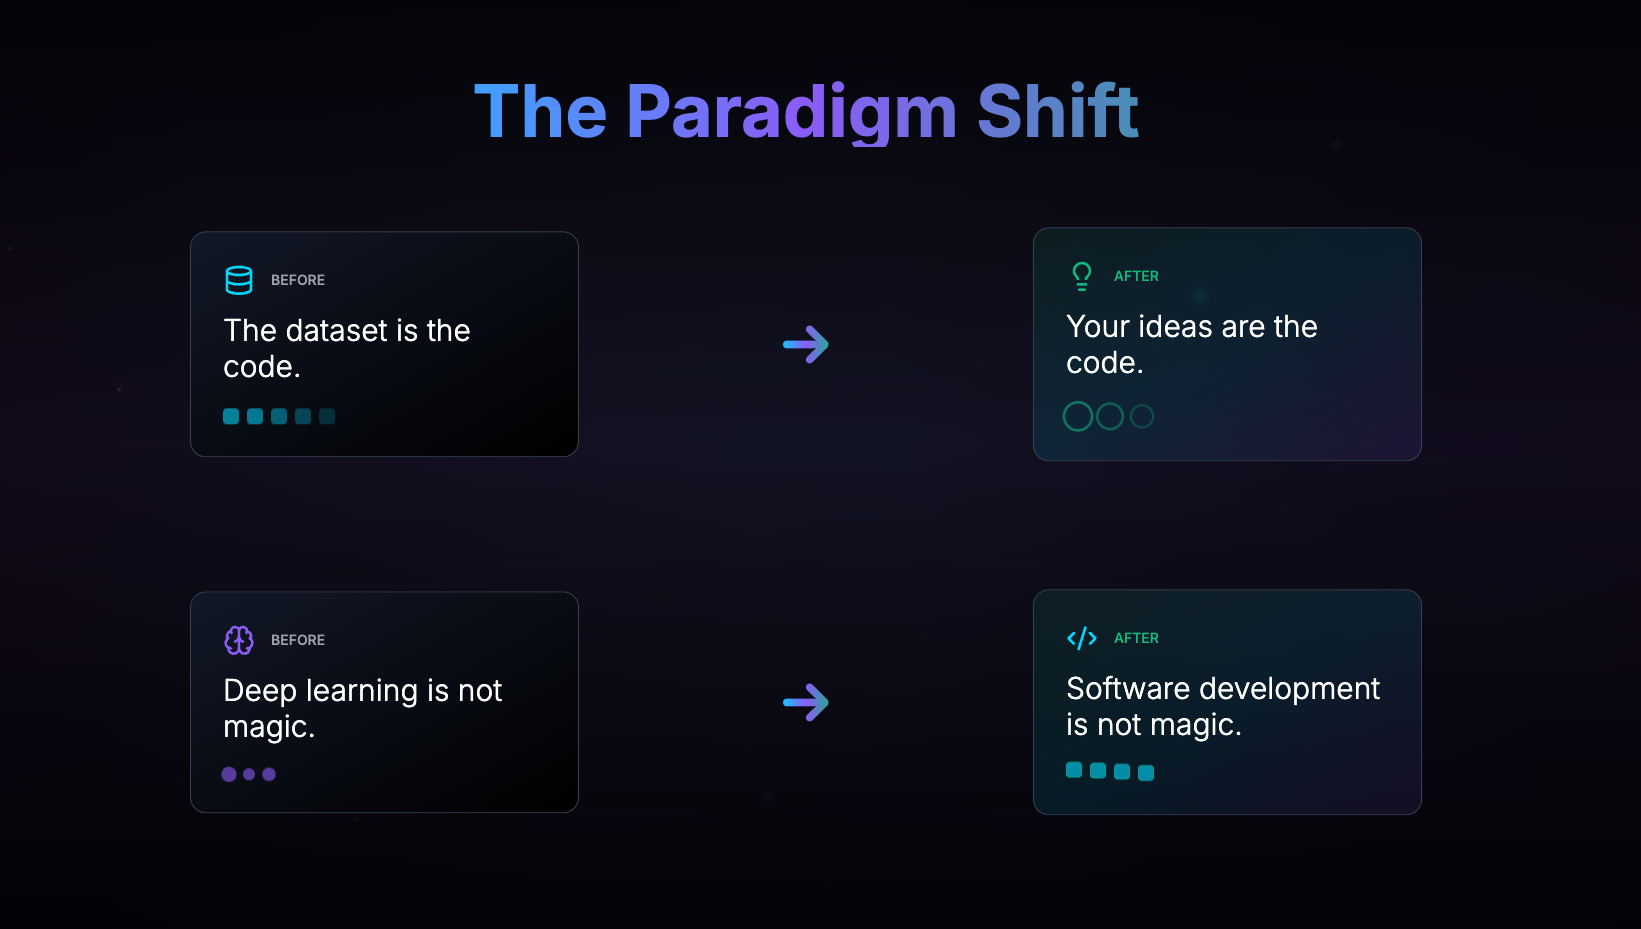 The Paradigm Shift
BEFORE
The dataset is the
code.
AFTER
Your ideas are the
code.
BEFORE
Deep learning is not
magic.
AFTER
Software development
is not magic.